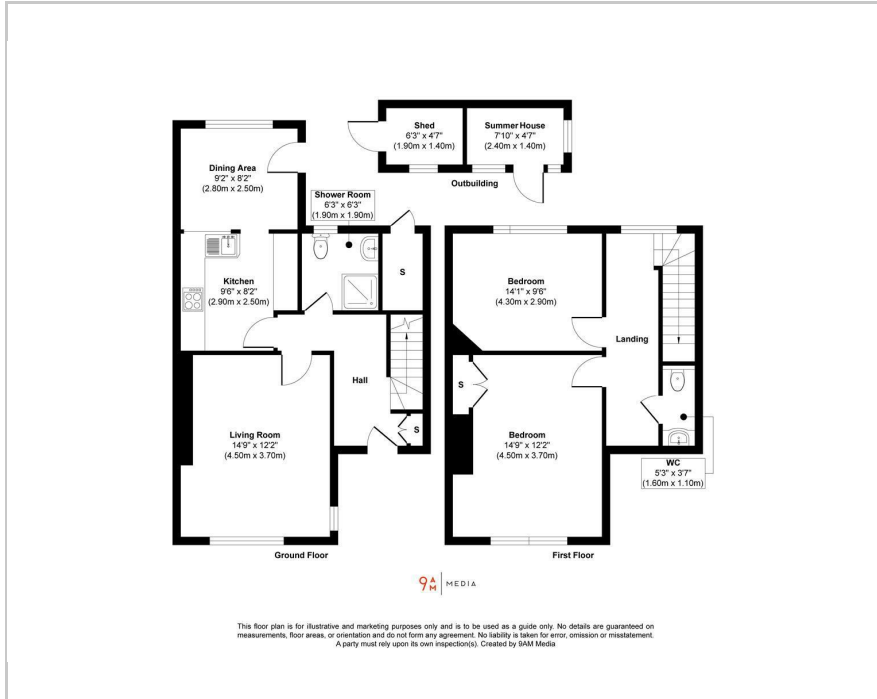 Shed
6'3" x 4'7"
(1.90m x 1.40m)
Summer House
7'10" x 4'7"
(2.40m x 1.40m)
Outbuilding
Dining Area
9'2" x 8'2"
(2.80m x 2.50m)
Shower Room
6'3" x 6'3"
(1.90m x 1.90m)
S
Kitchen
9'6" x 8'2"
(2.90m x 2.50m)
Hall
S
Living Room
14'9" x 12'2"
(4.50m x 3.70m)
Ground Floor
Bedroom
14'1" x 9'6"
(4.30m x 2.90m)
Landing
S
Bedroom
14'9" x 12'2"
(4.50m x 3.70m)
WC
5'3" x 3'7"
(1.60m x 1.10m)
First Floor
9AM MEDIA
This floor plan is for illustrative and marketing purposes only and is to be used as a guide only. No details are guaranteed on
measurements, floor areas, or orientation and do not form any agreement. No liability is taken for error, omission or misstatement.
A party must rely upon its own inspection(s). Created by 9AM Media